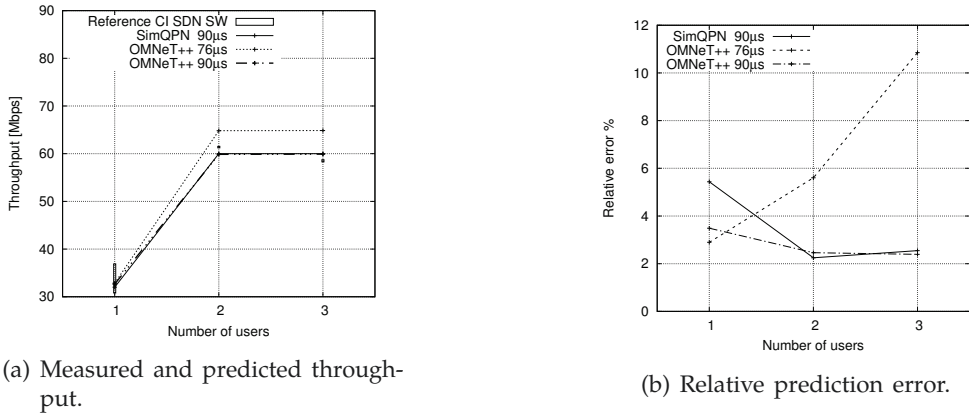 Reference CI SDN SW
SimQPN 90μs
OMNeT++ 76μs
OMNeT++ 90μs
90
80
70
60
50
40
30
Throughput [Mbps]
1 2 3
Number of users
(a) Measured and predicted through-
put.
SimQPN 90μs
OMNeT++ 76μs
OMNeT++ 90μs
12
10
8
6
4
2
0
Relative error %
1 2 3
Number of users
(b) Relative prediction error.